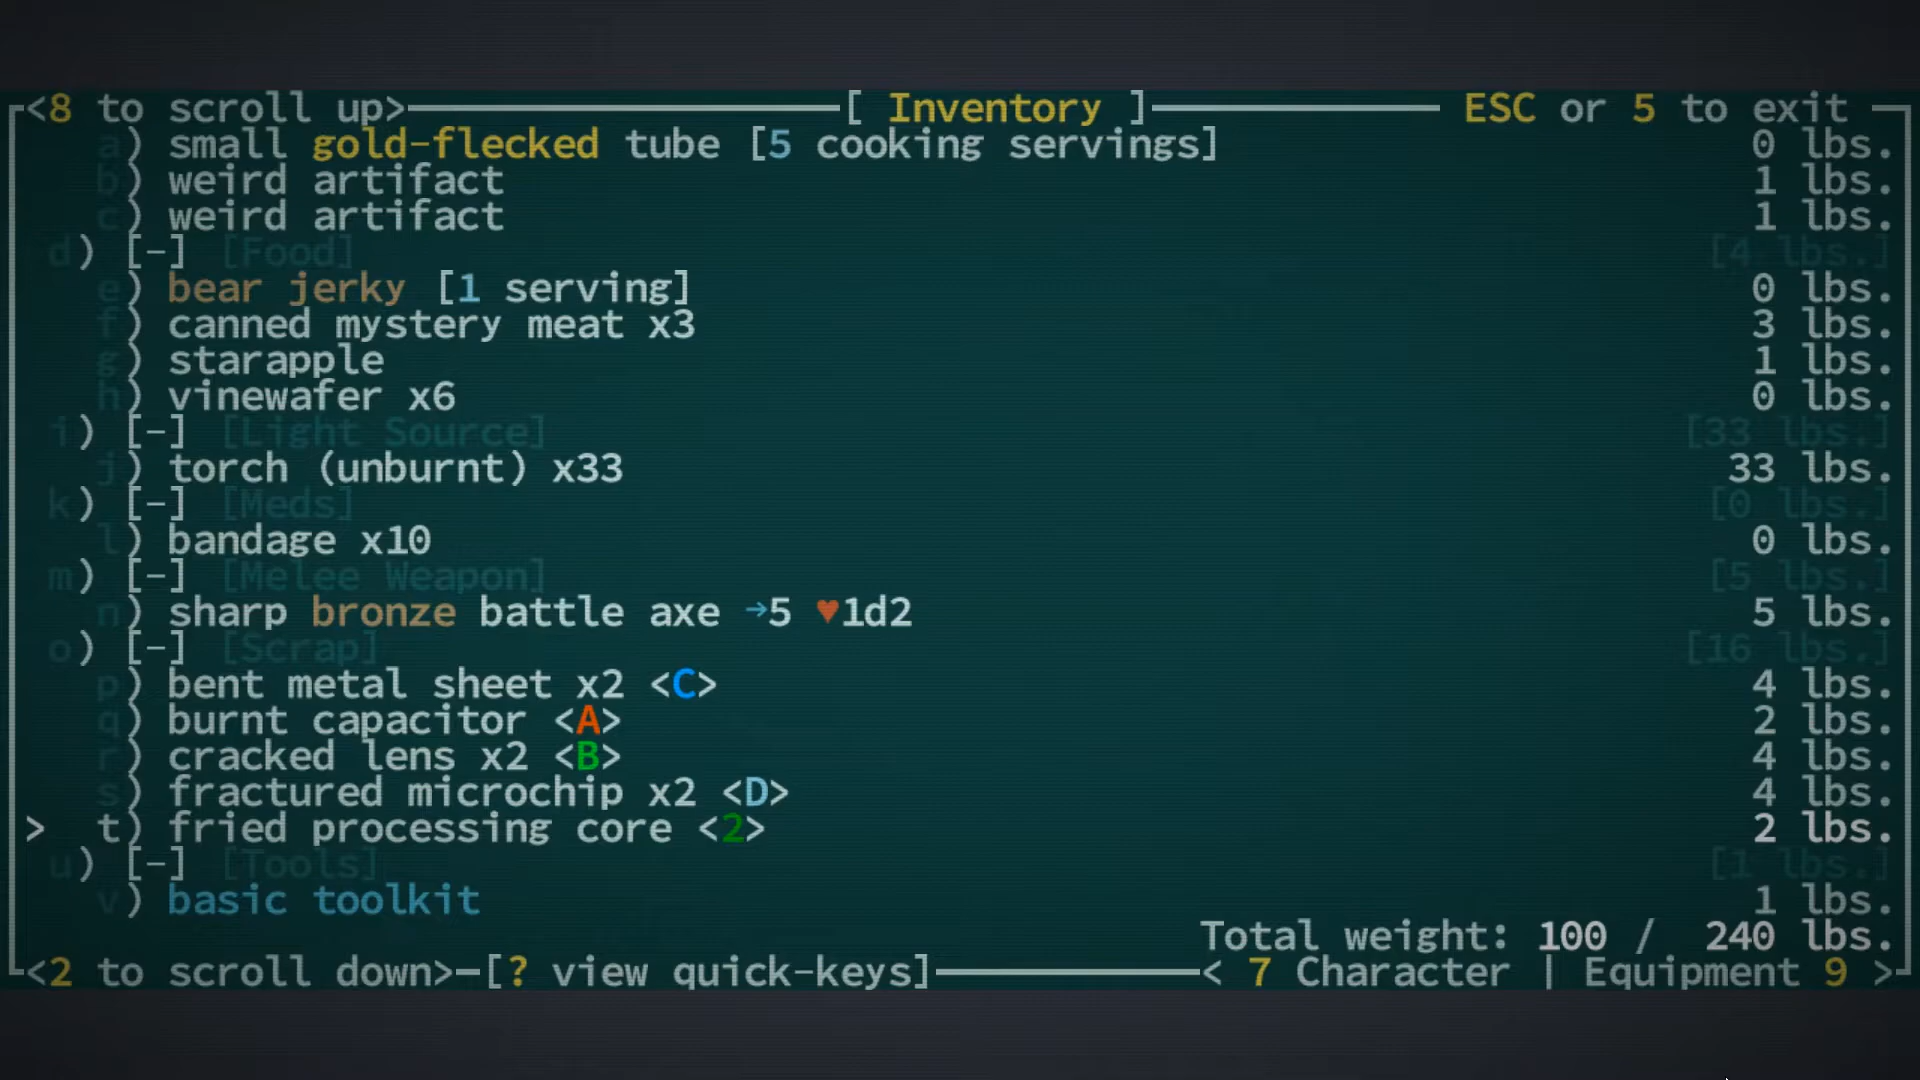 <8 to scroll up> [ Inventory ] ESC or 5 to exit
a) small gold-flecked tube [5 cooking servings] 0 lbs.
b) weird artifact 1 lbs.
c) weird artifact 1 lbs.
d) [-] [Food] [4 lbs.]
e) bear jerky [1 serving] 0 lbs.
f) canned mystery meat x3 3 lbs.
g) starapple 1 lbs.
h) vinewafer x6 0 lbs.
i) [-] [Light Source] [33 lbs.]
j) torch (unburnt) x33 33 lbs.
k) [-] [Meds] [0 lbs.]
l) bandage x10 0 lbs.
m) [-] [Melee Weapon] [5 lbs.]
n) sharp bronze battle axe →5 ♥1d2 5 lbs.
o) [-] [Scrap] [16 lbs.]
p) bent metal sheet x2 <C> 4 lbs.
q) burnt capacitor <A> 2 lbs.
r) cracked lens x2 <B> 4 lbs.
s) fractured microchip x2 <D> 4 lbs.
> t) fried processing core <2> 2 lbs.
u) [-] [Tools] [1 lbs.]
v) basic toolkit 1 lbs.
Total weight: 100 / 240 lbs.
<2 to scroll down> [? view quick-keys] < 7 Character | Equipment 9 >